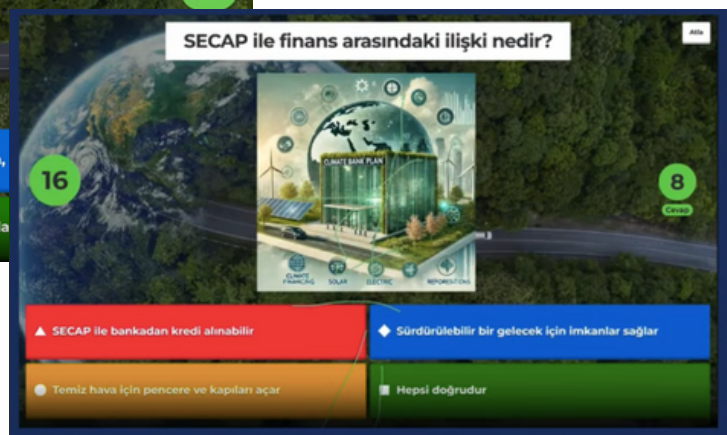 SECAP ile finans arasındaki ilişki nedir?
Atla
CLIMATE BANK PLAN
16
8
Cevap
CLIMATE
FINANCING
SOLAR
ELECTRIC
SECAP ile bankadan kredi alınabilir
Sürdürülebilir bir gelecek için imkanlar sağlar
Temiz hava için pencere ve kapıları açar
Hepsi doğrudur